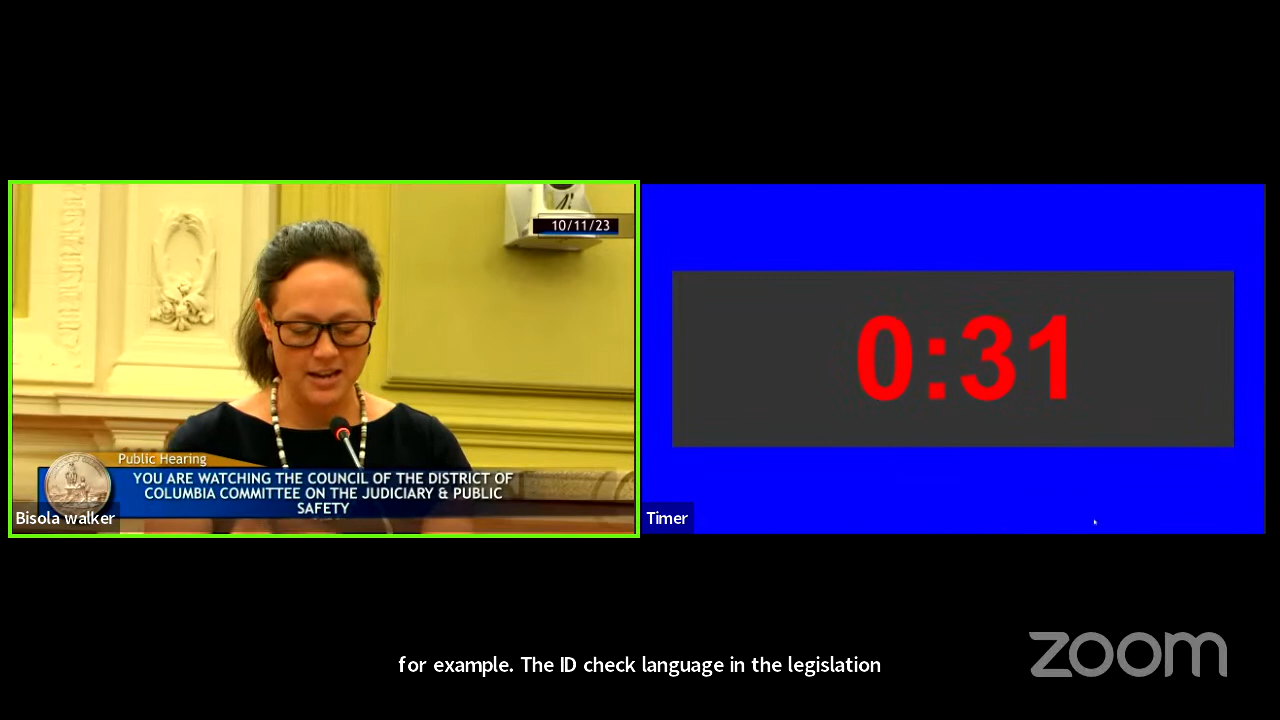 10/11/23
Public Hearing
YOU ARE WATCHING THE COUNCIL OF THE DISTRICT OF
COLUMBIA COMMITTEE ON THE JUDICIARY & PUBLIC
SAFETY
Bisola walker
0:31
Timer
for example. The ID check language in the legislation
zoom